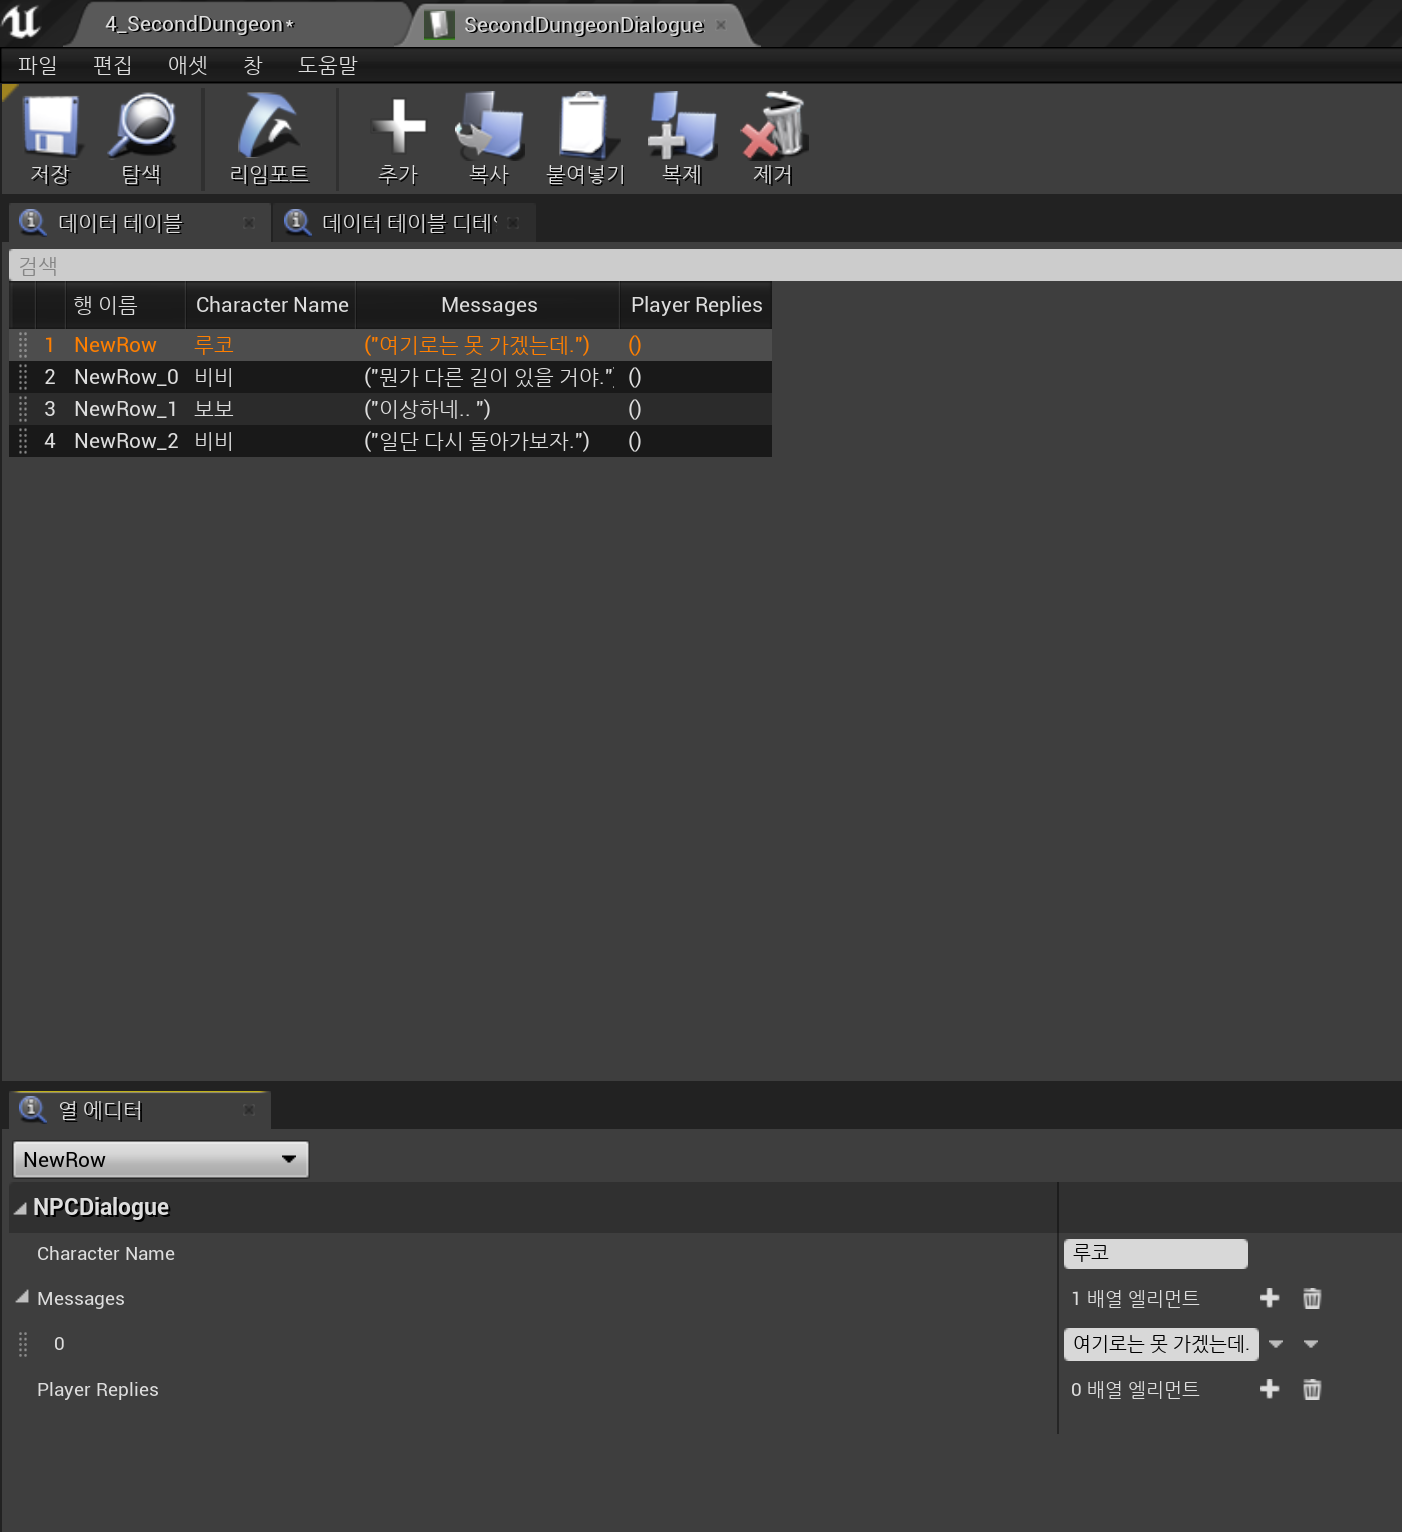 4_SecondDungeon*
SecondDungeonDialogue
파일 편집 애셋 창 도움말
저장 탐색 리임포트 추가 복사 붙여넣기 복제 제거
데이터 테이블 데이터 테이블 디테
검색
행 이름 Character Name Messages Player Replies
1 NewRow 루코 ("여기로는 못 가겠는데.") ()
2 NewRow_0 비비 ("뭔가 다른 길이 있을 거야.") ()
3 NewRow_1 보보 ("이상하네.. ") ()
4 NewRow_2 비비 ("일단 다시 돌아가보자.") ()
열 에디터
NewRow
NPCDialogue
Character Name 루코
Messages 1 배열 엘리먼트
0 여기로는 못 가겠는데.
Player Replies 0 배열 엘리먼트